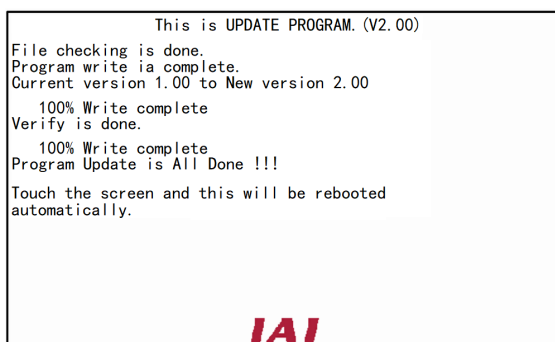 This is UPDATE PROGRAM. (V2.00)
File checking is done.
Program write ia complete.
Current version 1.00 to New version 2.00
100% Write complete
Verify is done.
100% Write complete
Program Update is All Done !!!
Touch the screen and this will be rebooted
automatically.
IAI